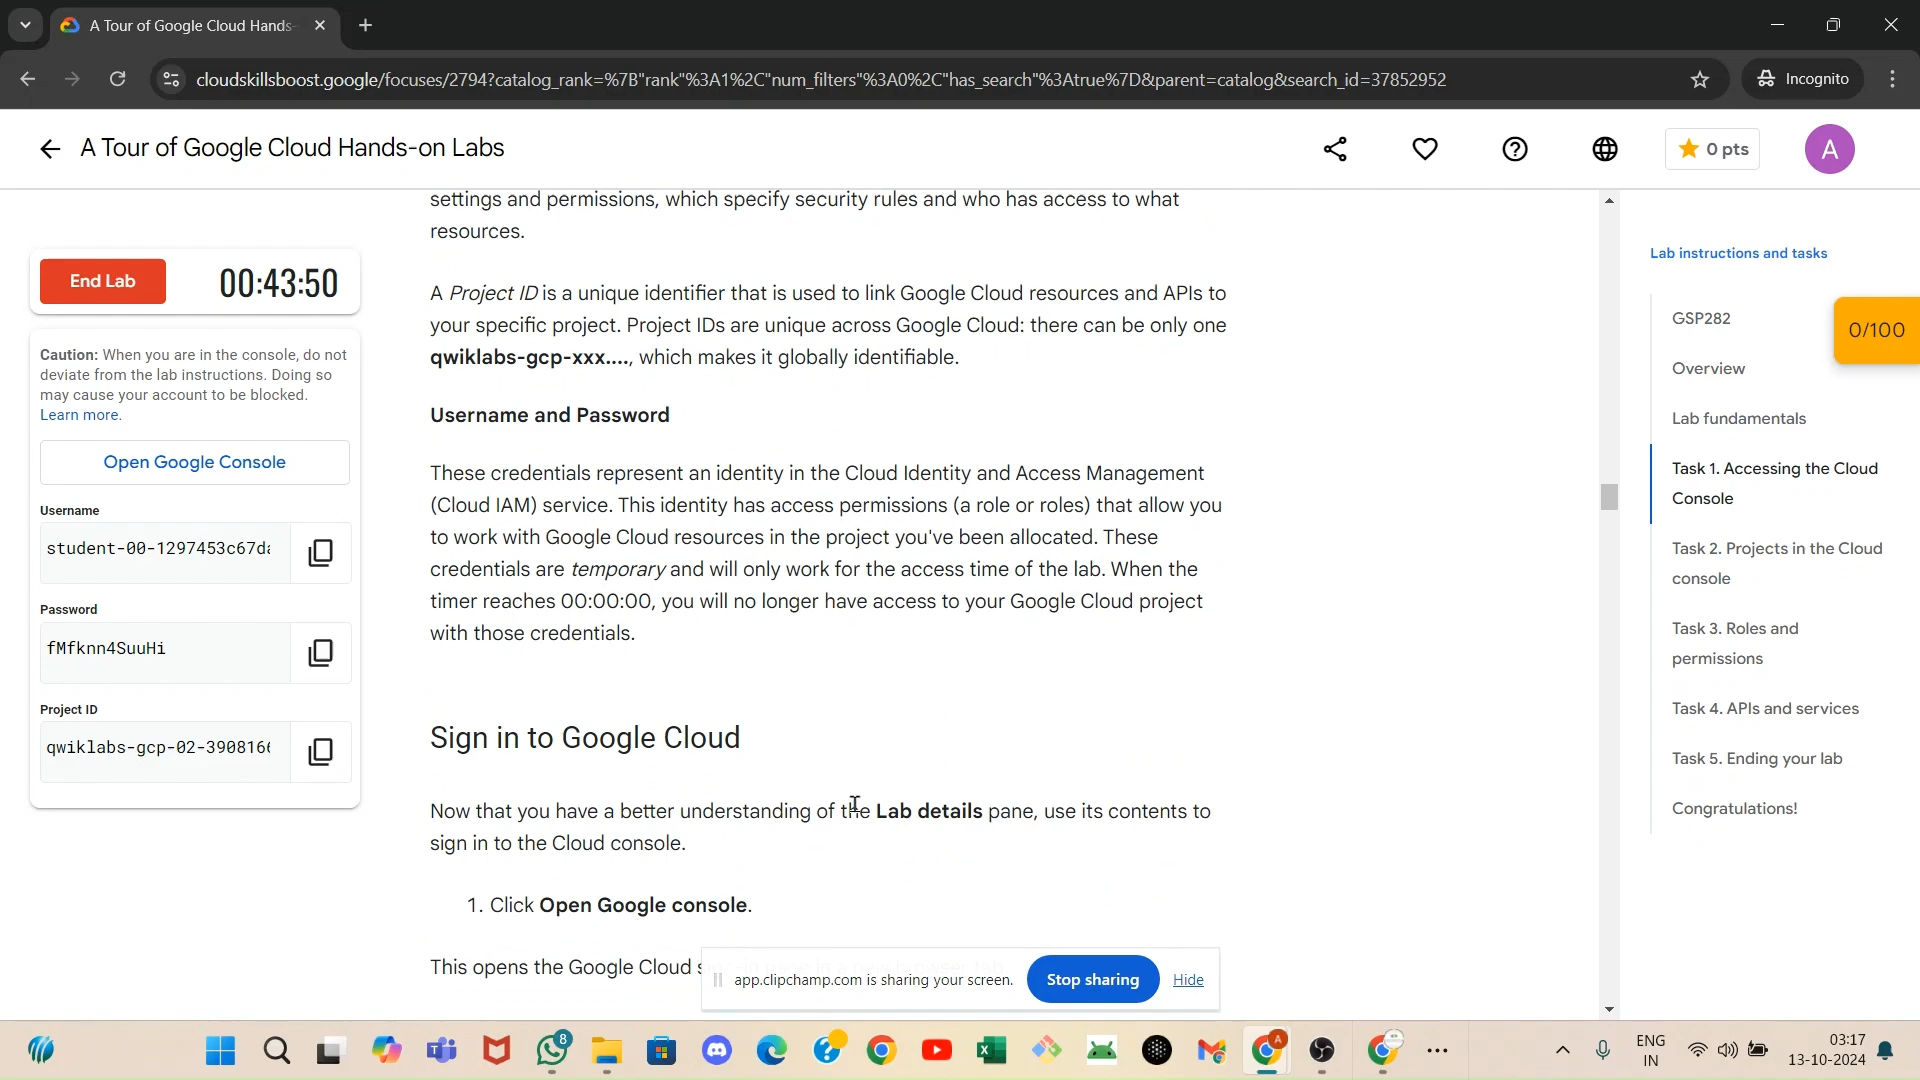 A Tour of Google Cloud Hands-
cloudskillsboost.google/focuses/2794?catalog_rank=%7B"rank"%3A1%2C"num_filters"%3A0%2C"has_search"%3Atrue%7D&parent=catalog&search_id=37852952
Incognito
A Tour of Google Cloud Hands-on Labs
0 pts
A
settings and permissions, which specify security rules and who has access to what
resources.
End Lab
00:43:50
Caution: When you are in the console, do not
deviate from the lab instructions. Doing so
may cause your account to be blocked.
Learn more.
Open Google Console
Username
student-00-1297453c67da
Password
fMfknn4SuuHi
Project ID
qwiklabs-gcp-02-3908166
A Project ID is a unique identifier that is used to link Google Cloud resources and APIs to
your specific project. Project IDs are unique across Google Cloud: there can be only one
qwiklabs-gcp-xxx...., which makes it globally identifiable.
Username and Password
These credentials represent an identity in the Cloud Identity and Access Management
(Cloud IAM) service. This identity has access permissions (a role or roles) that allow you
to work with Google Cloud resources in the project you've been allocated. These
credentials are temporary and will only work for the access time of the lab. When the
timer reaches 00:00:00, you will no longer have access to your Google Cloud project
with those credentials.
Sign in to Google Cloud
Now that you have a better understanding of the Lab details pane, use its contents to
sign in to the Cloud console.
1. Click Open Google console.
This opens the Google Cloud
app.clipchamp.com is sharing your screen.
Stop sharing
Hide
Lab instructions and tasks
GSP282
0/100
Overview
Lab fundamentals
Task 1. Accessing the Cloud
Console
Task 2. Projects in the Cloud
console
Task 3. Roles and
permissions
Task 4. APIs and services
Task 5. Ending your lab
Congratulations!
8
A
ENG
IN
03:17
13-10-2024